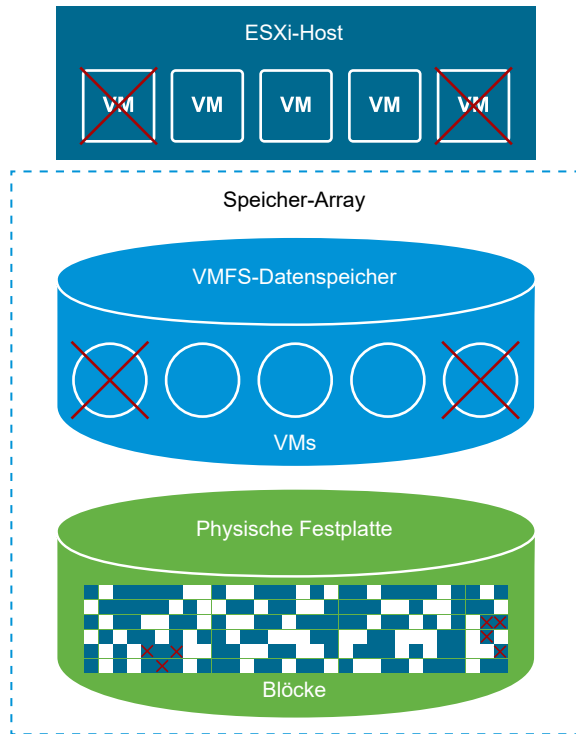 ESXi-Host
VM VM VM VM VM
Speicher-Array
VMFS-Datenspeicher
VMs
Physische Festplatte
Blöcke